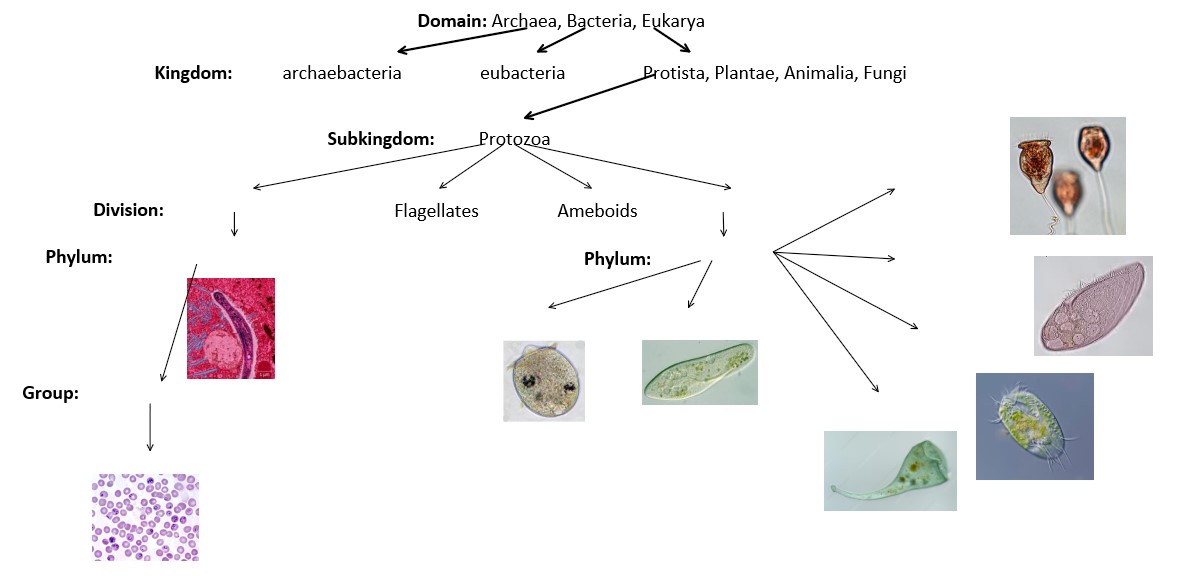 Domain: Archaea, Bacteria, Eukarya
Kingdom: archaebacteria eubacteria Protista, Plantae, Animalia, Fungi
Subkingdom: Protozoa
Division: Flagellates Ameboids
Phylum: Phylum:
Group: